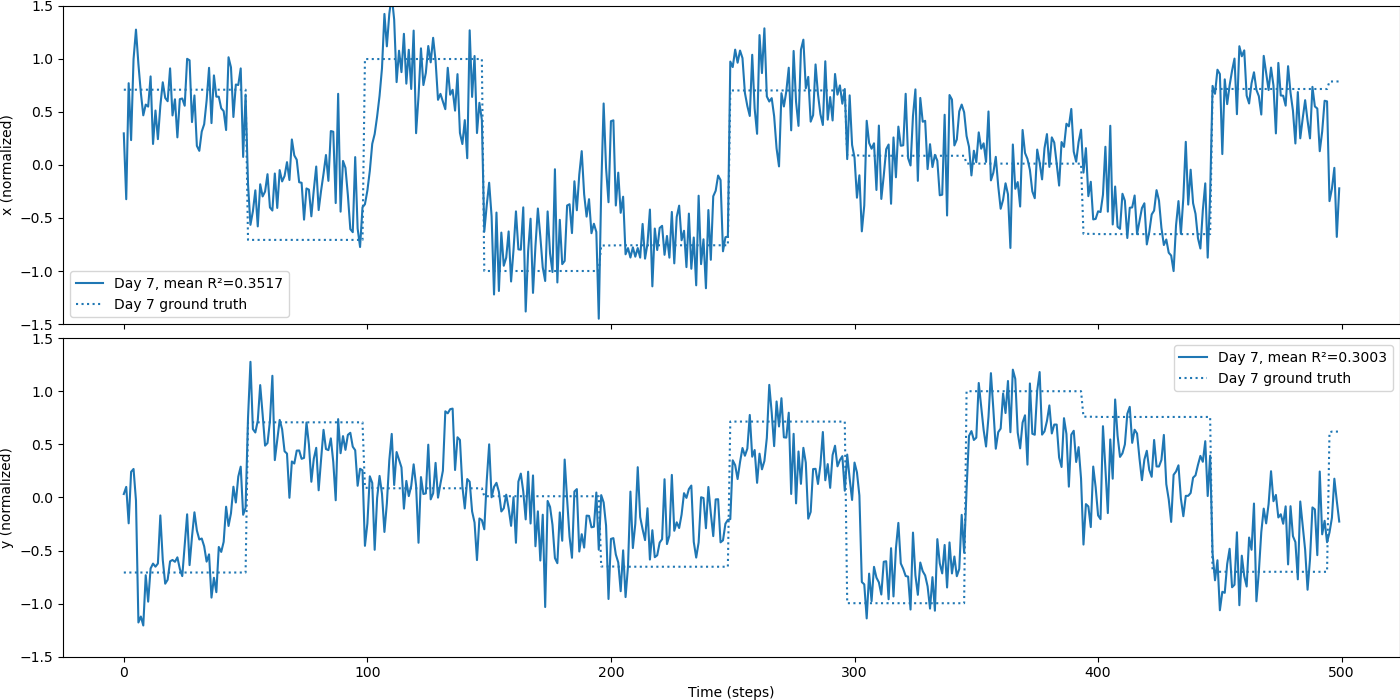 1.5
1.0
0.5
0.0
−0.5
−1.0
−1.5
x (normalized)
Day 7, mean R²=0.3517
Day 7 ground truth
1.5
1.0
0.5
0.0
−0.5
−1.0
−1.5
y (normalized)
Day 7, mean R²=0.3003
Day 7 ground truth
0 100 200 300 400 500
Time (steps)